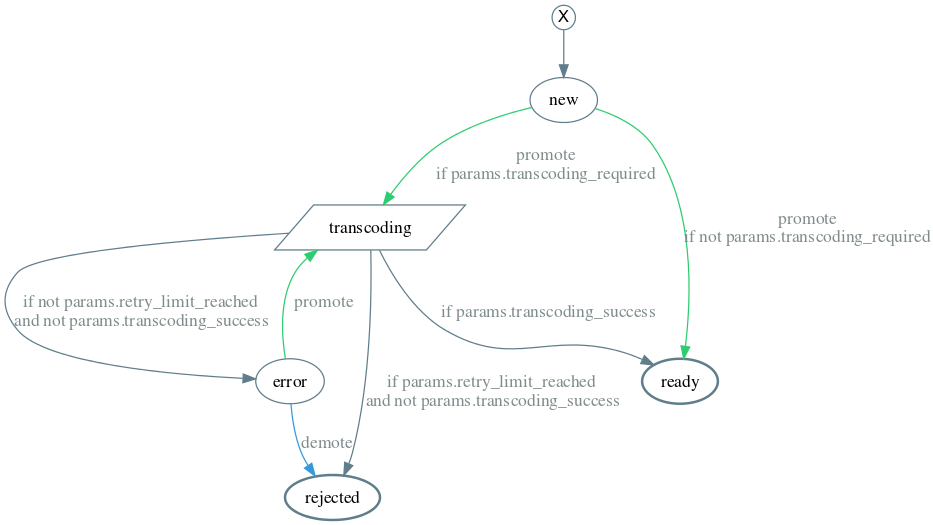 X
new
promote
if params.transcoding_required
promote
if not params.transcoding_required
transcoding
if not params.retry_limit_reached
and not params.transcoding_success
promote
if params.transcoding_success
error
ready
if params.retry_limit_reached
and not params.transcoding_success
demote
rejected